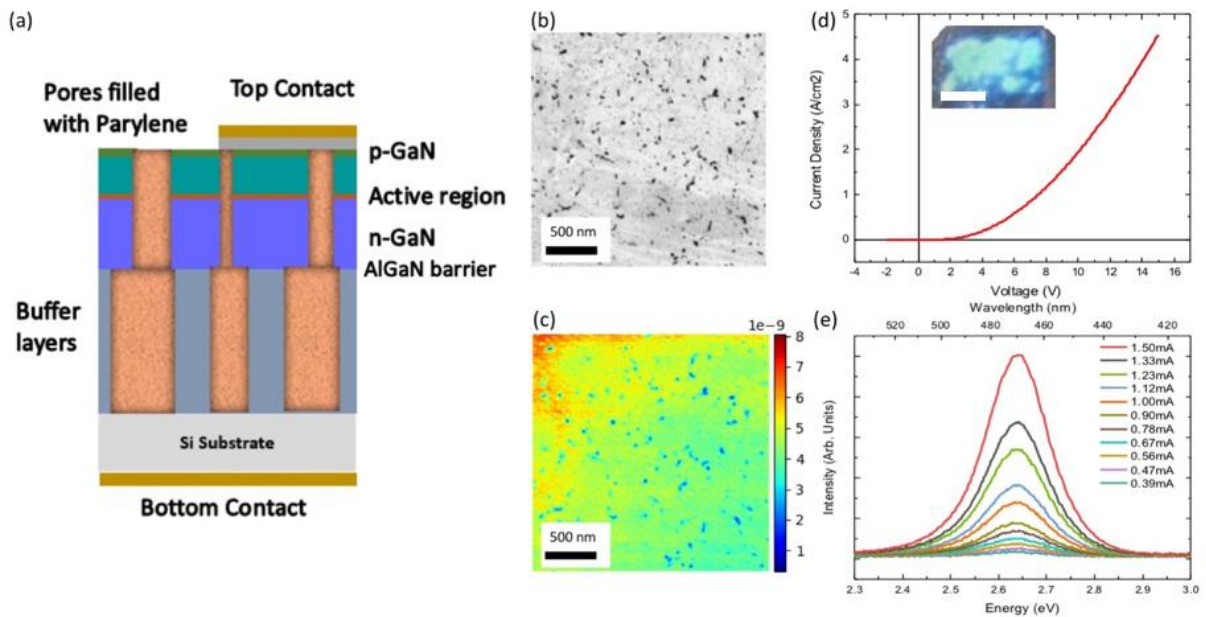 (a)
Pores filled
with Parylene
Top Contact
p-GaN
Active region
n-GaN
AlGaN barrier
Buffer
layers
Si Substrate
Bottom Contact
(b)
500 nm
(c)
1e-9
8
7
6
5
4
3
2
1
500 nm
(d)
Current Density (A/cm2)
5
4
3
2
1
0
-4 -2 0 2 4 6 8 10 12 14 16
Voltage (V)
Wavelength (nm)
(e)
520 500 480 460 440 420
Intensity (Arb. Units)
1.50mA
1.33mA
1.23mA
1.12mA
1.00mA
0.90mA
0.78mA
0.67mA
0.56mA
0.47mA
0.39mA
2.3 2.4 2.5 2.6 2.7 2.8 2.9 3.0
Energy (eV)